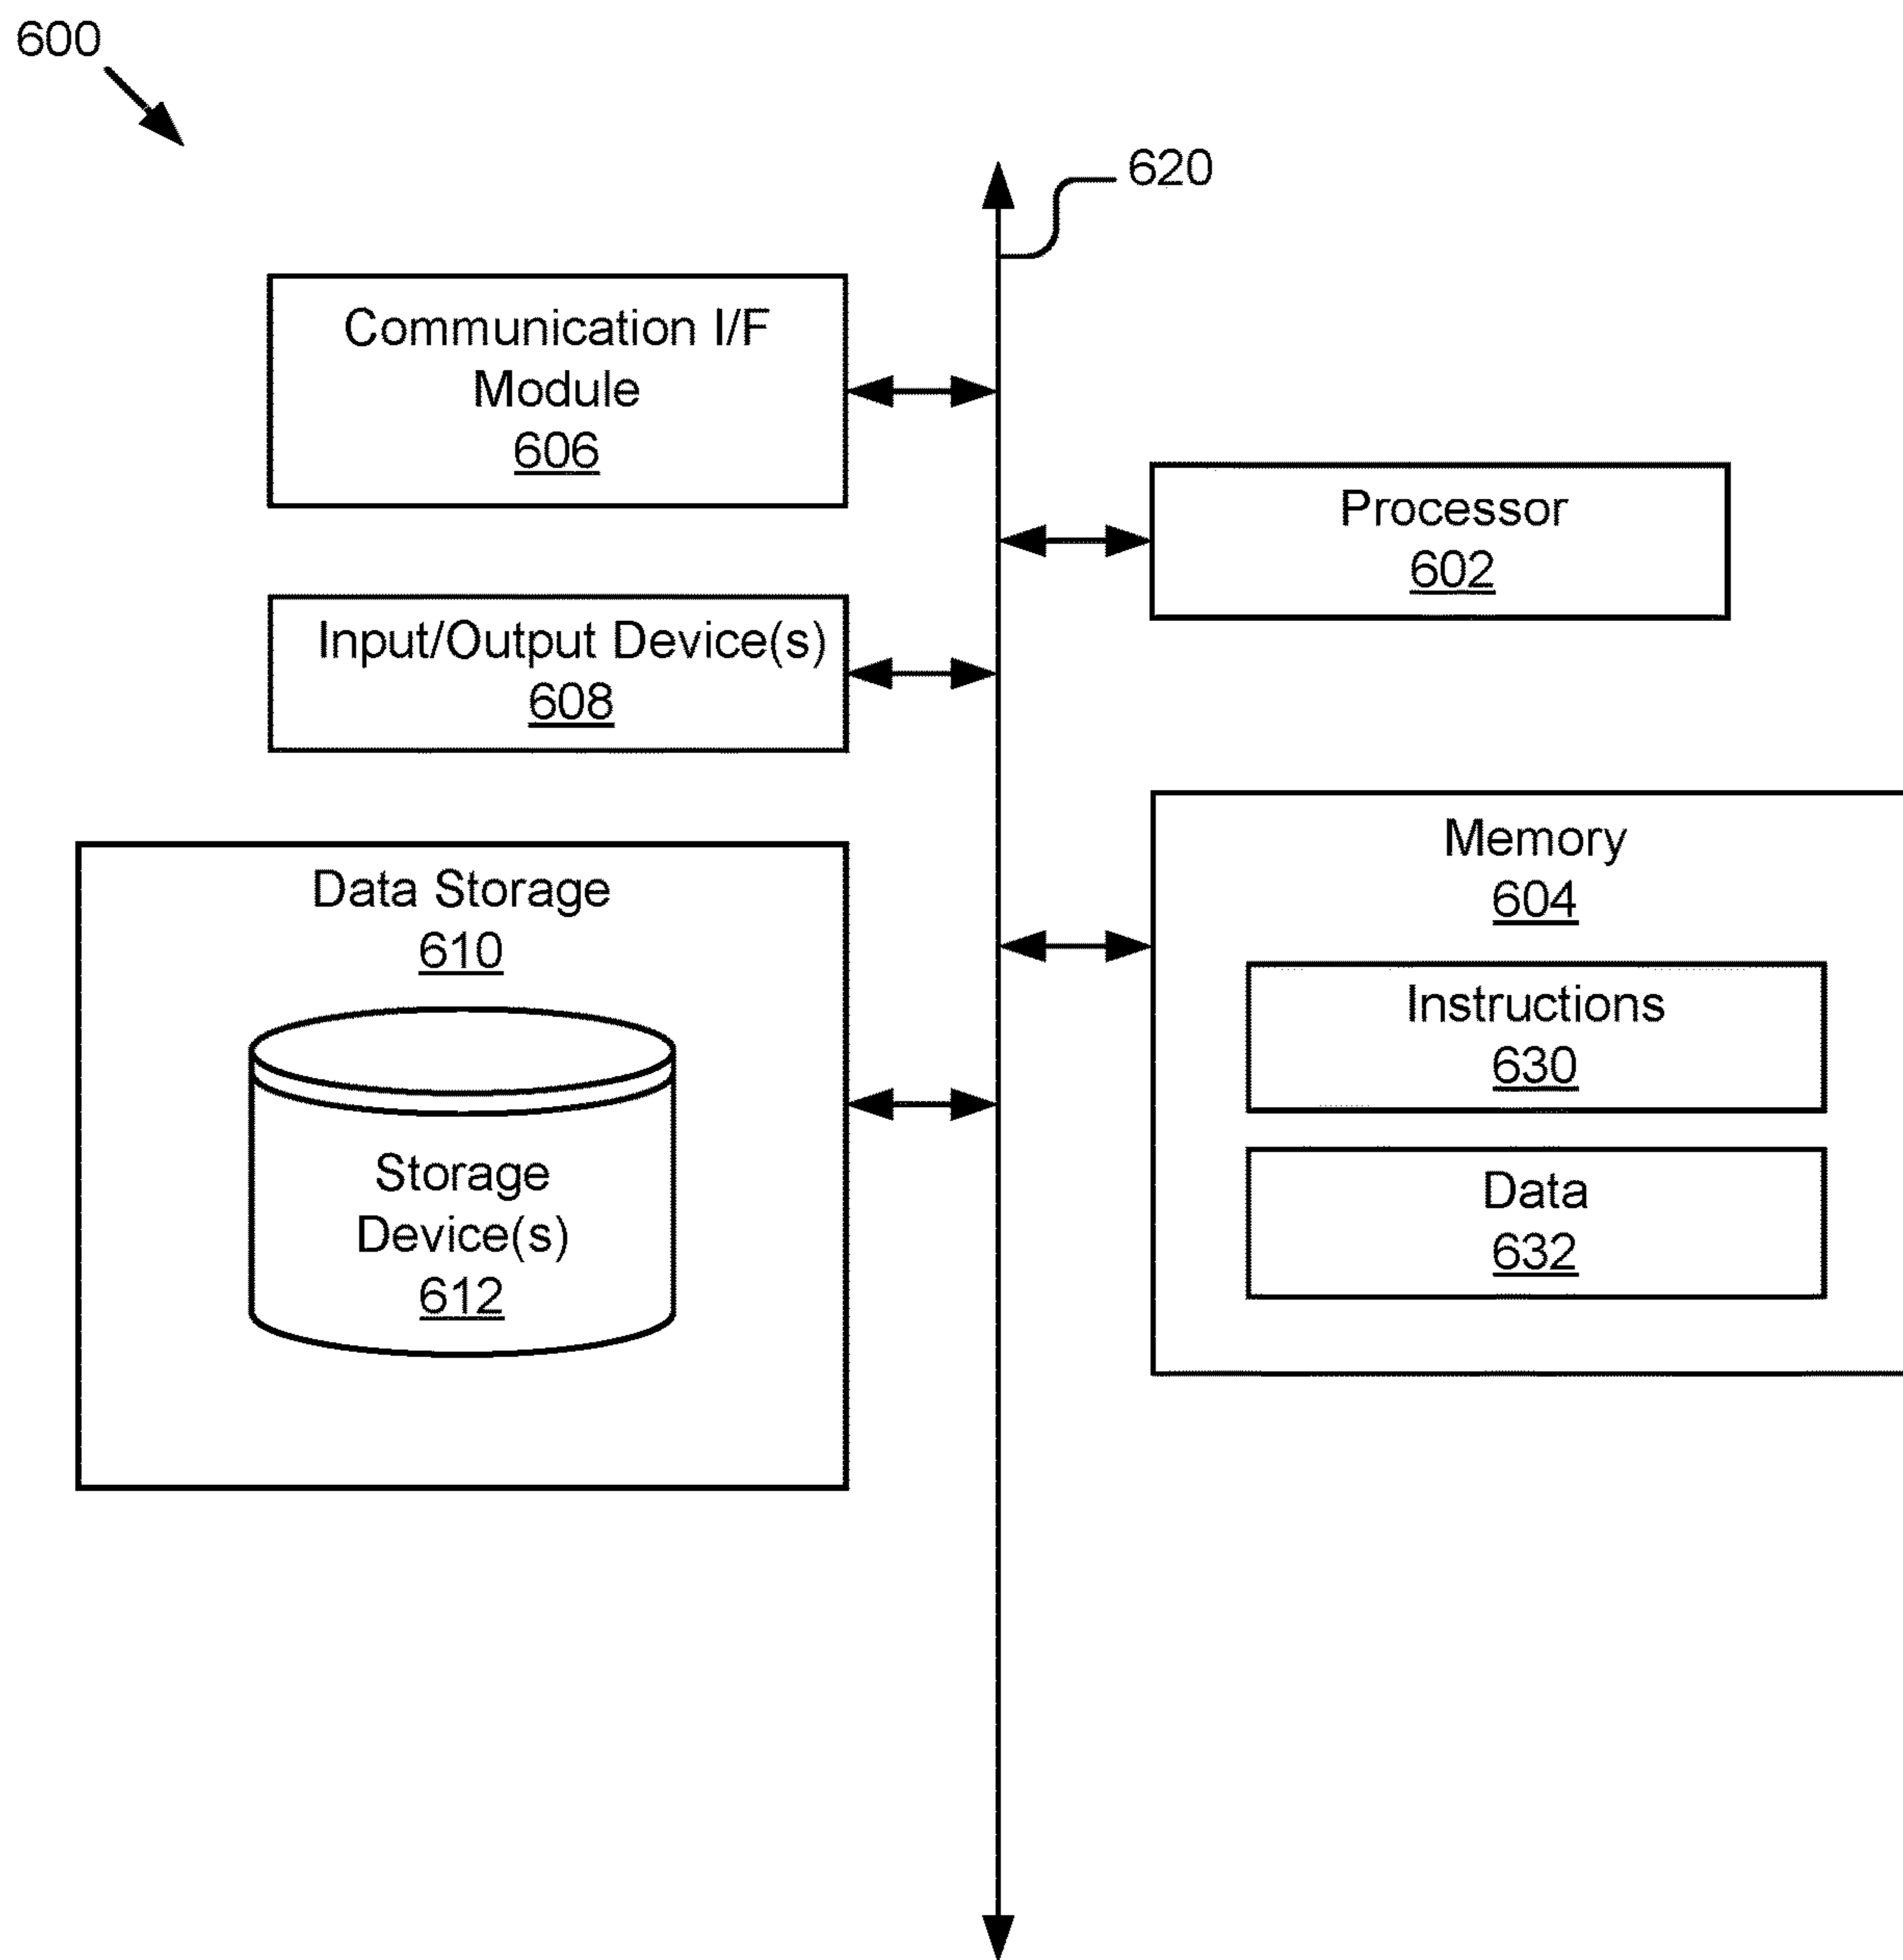 600
620
Communication I/F
Module
606
Processor
602
Input/Output Device(s)
608
Memory
604
Data Storage
610
Instructions
630
Storage
Device(s)
612
Data
632